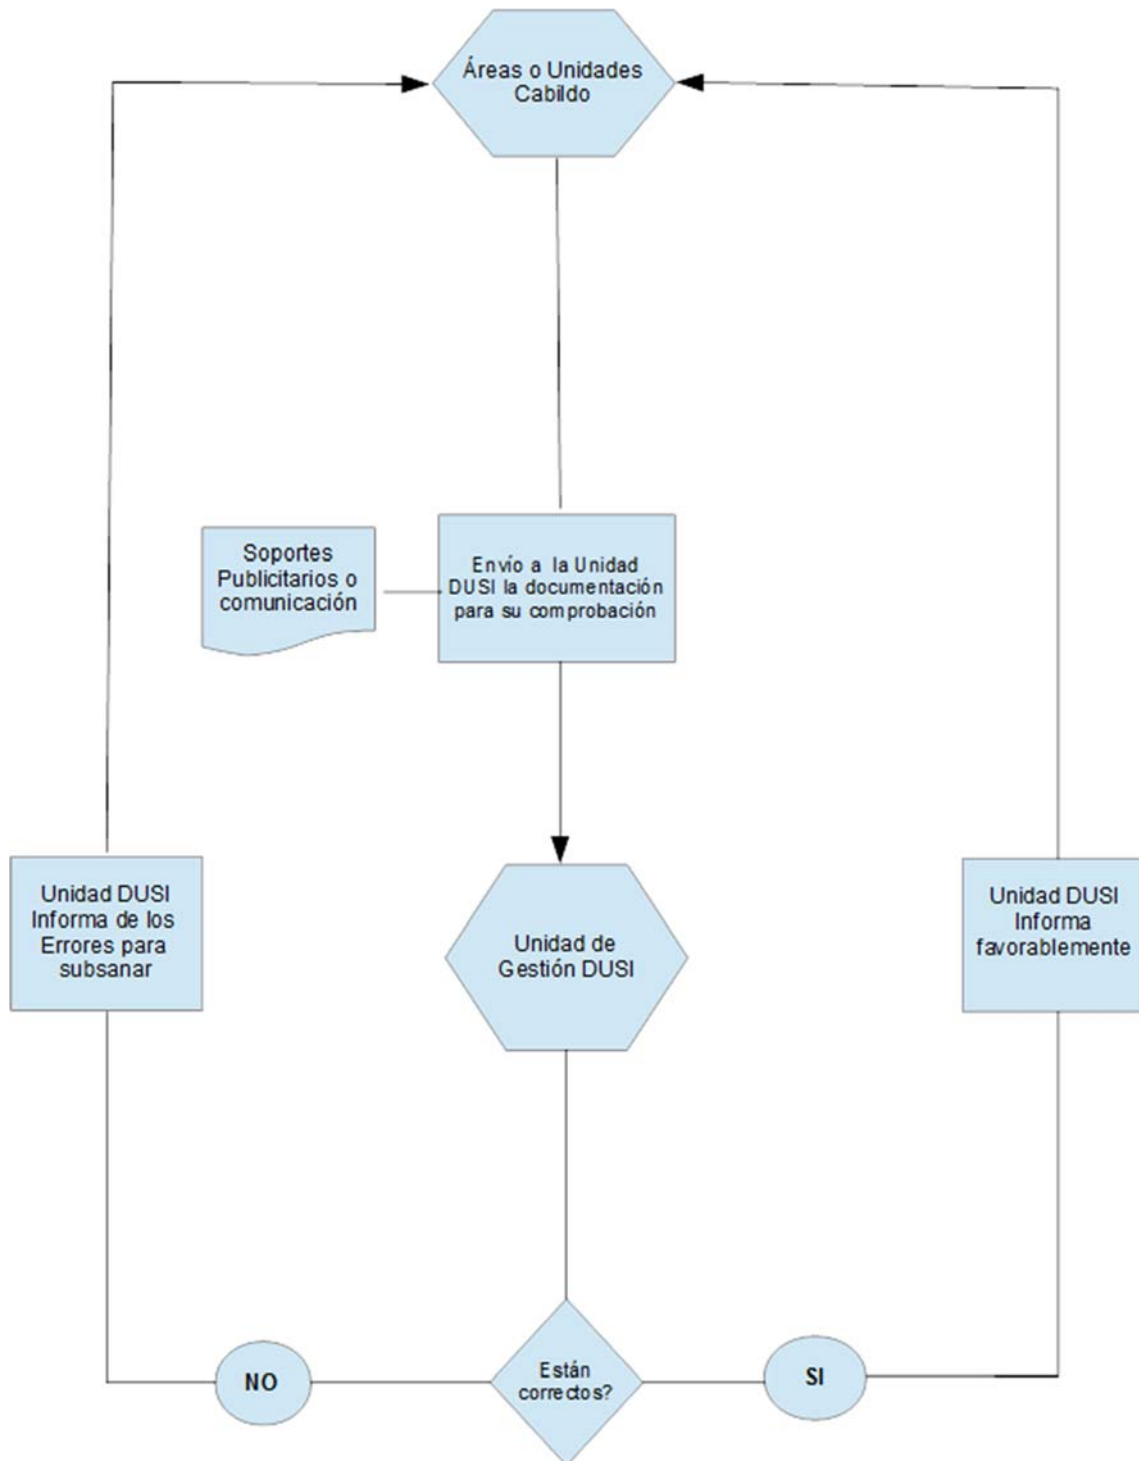 Áreas o Unidades
Cabildo
Soportes
Publicitarios o
comunicación
Envío a la Unidad
DUSI la documentación
para su comprobación
Unidad DUSI
Informa de los
Errores para
subsanar
Unidad de
Gestión DUSI
Unidad DUSI
Informa
favorablemente
NO
Están
correctos?
SI